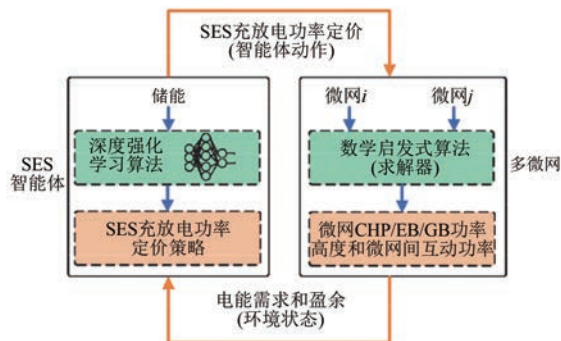 SES充放电功率定价
(智能体动作)
储能
深度强化
学习算法
SES充放电功率
定价策略
SES
智能体
微网i
微网j
数学启发式算法
(求解器)
微网CHP/EB/GB功率
高度和微网间互动功率
多微网
电能需求和盈余
(环境状态)